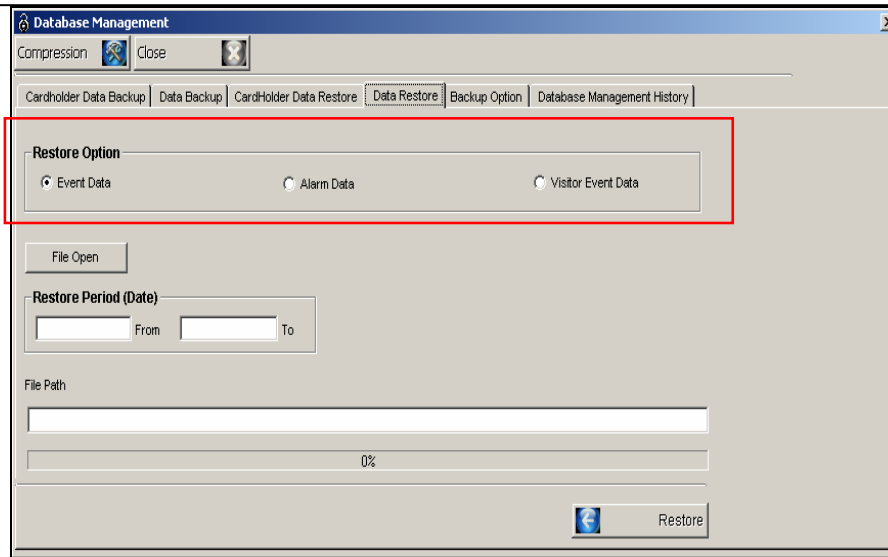 Database Management
Compression Close
Cardholder Data Backup Data Backup CardHolder Data Restore Data Restore Backup Option Database Management History
Restore Option
Event Data Alarm Data Visitor Event Data
File Open
Restore Period (Date)
From To
File Path
0%
Restore